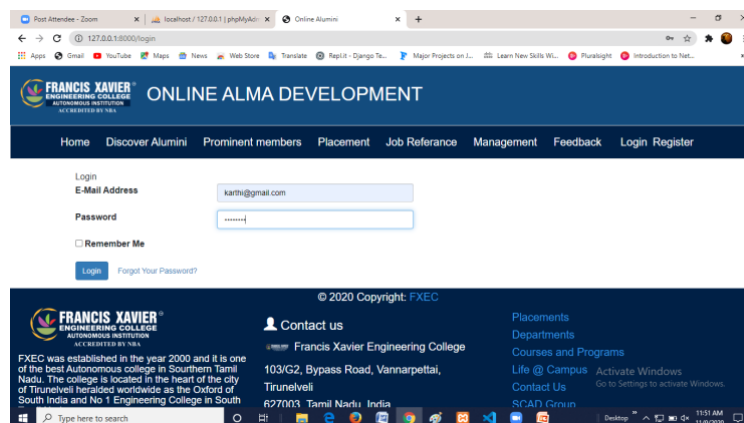 Post Attendee - Zoom
localhost / 127.0.0.1 | phpMyAdr
Online Alumini
127.0.0.1:8000/login
Apps Gmail YouTube Maps News Web Store Translate Repl.it - Django Te... Major Projects on J... Learn New Skills Wi... Pluralsight Introduction to Net...
FRANCIS XAVIER
ENGINEERING COLLEGE
AUTONOMOUS INSTITUTION
ACCREDITED BY NBA
ONLINE ALMA DEVELOPMENT
Home Discover Alumini Prominent members Placement Job Referance Management Feedback Login Register
Login
E-Mail Address karthi@gmail.com
Password
Remember Me
Login Forgot Your Password?
© 2020 Copyright: FXEC
FRANCIS XAVIER
ENGINEERING COLLEGE
AUTONOMOUS INSTITUTION
ACCREDITED BY NBA
FXEC was established in the year 2000 and it is one
of the best Autonomous college in Sourthern Tamil
Nadu. The college is located in the heart of the city
of Tirunelveli heralded worldwide as the Oxford of
South India and No 1 Engineering College in South
Contact us
Francis Xavier Engineering College
103/G2, Bypass Road, Vannarpettai,
Tirunelveli
627003, Tamil Nadu, India
Placements
Departments
Courses and Programs
Life @ Campus
Contact Us
SCAD Group
Activate Windows
Go to Settings to activate Windows.
Type here to search
Desktop
11:51 AM